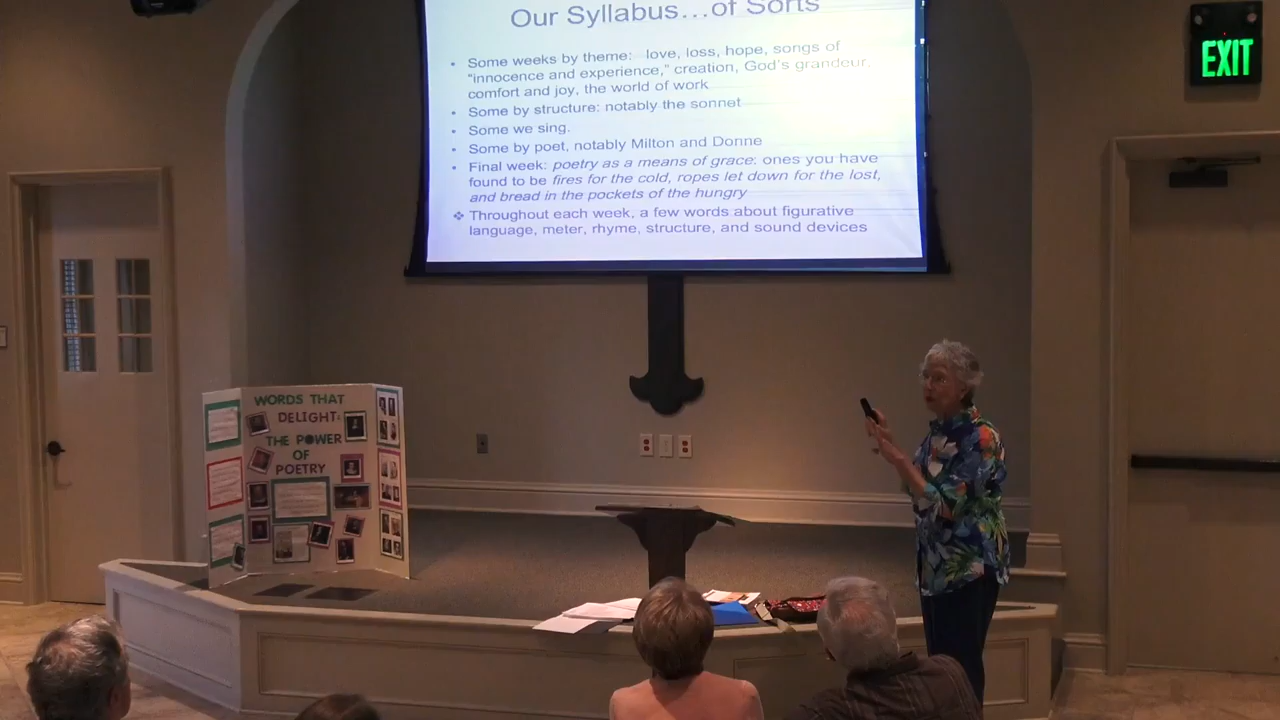 Our Syllabus...of Sorts
• Some weeks by theme: love, loss, hope, songs of
"innocence and experience," creation, God's grandeur,
comfort and joy, the world of work
• Some by structure: notably the sonnet
• Some we sing.
• Some by poet, notably Milton and Donne
• Final week: poetry as a means of grace: ones you have
found to be fires for the cold, ropes let down for the lost,
and bread in the pockets of the hungry
❖ Throughout each week, a few words about figurative
language, meter, rhyme, structure, and sound devices
EXIT
WORDS THAT
DELIGHT:
THE POWER
OF
POETRY